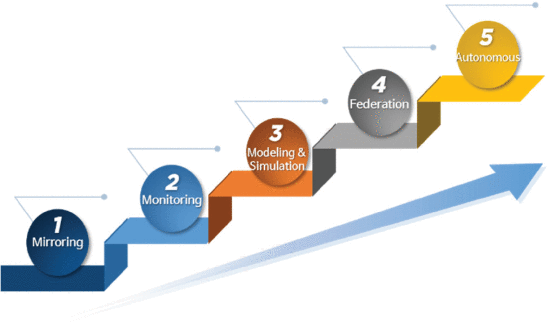 1
Mirroring
2
Monitoring
3
Modeling &
Simulation
4
Federation
5
Autonomous